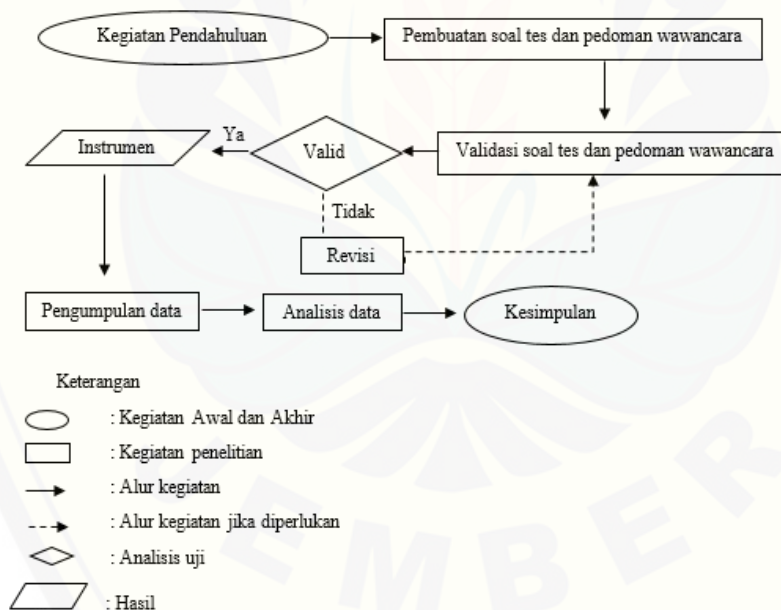 Kegiatan Pendahuluan
Pembuatan soal tes dan pedoman wawancara
Validasi soal tes dan pedoman wawancara
Valid
Ya
Instrumen
Tidak
Revisi
Pengumpulan data
Analisis data
Kesimpulan
Keterangan
: Kegiatan Awal dan Akhir
: Kegiatan penelitian
: Alur kegiatan
: Alur kegiatan jika diperlukan
: Analisis uji
: Hasil
JEMBER